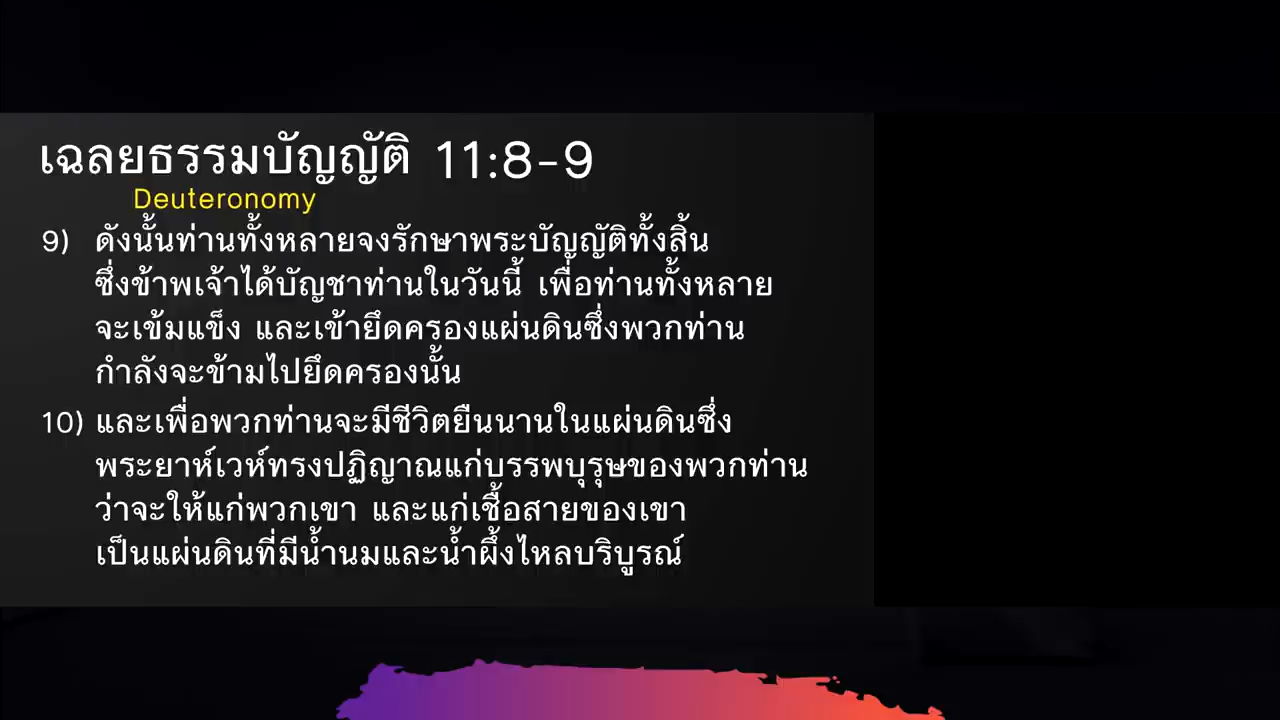 เฉลยธรรมบัญญัติ 11:8-9
Deuteronomy
9) ดังนั้นท่านทั้งหลายจงรักษาพระบัญญัติทั้งสิ้น
ซึ่งข้าพเจ้าได้บัญชาท่านในวันนี้ เพื่อท่านทั้งหลาย
จะเข้มแข็ง และเข้ายึดครองแผ่นดินซึ่งพวกท่าน
กำลังจะข้ามไปยึดครองนั้น
10) และเพื่อพวกท่านจะมีชีวิตยืนนานในแผ่นดินซึ่ง
พระยาห์เวห์ทรงปฏิญาณแก่บรรพบุรุษของพวกท่าน
ว่าจะให้แก่พวกเขา และแก่เชื้อสายของเขา
เป็นแผ่นดินที่มีน้ำนมและน้ำผึ้งไหลบริบูรณ์